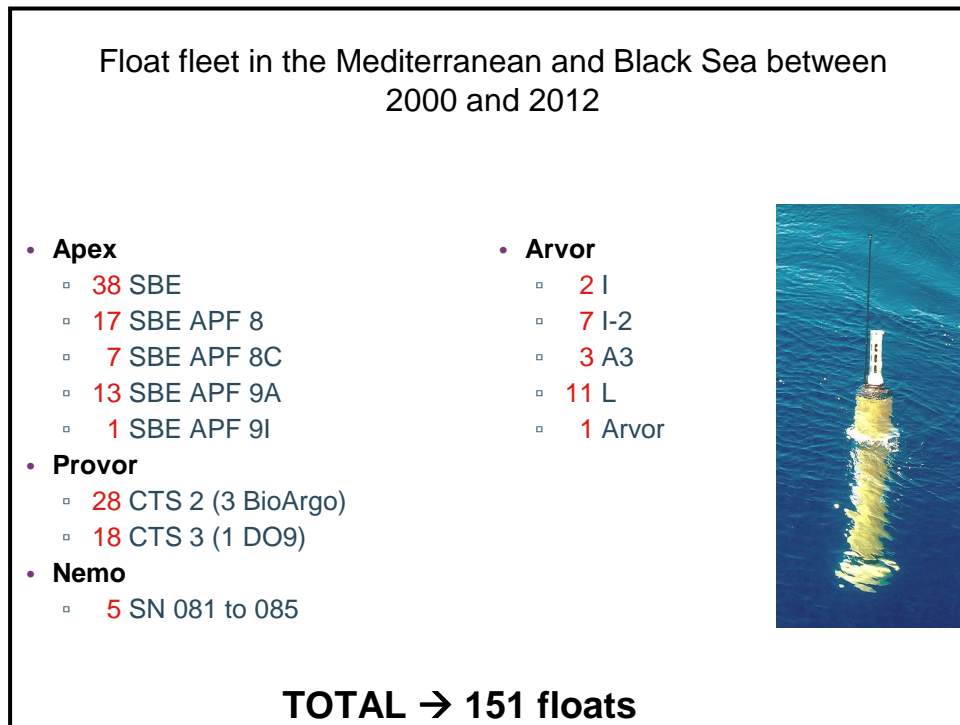 Float fleet in the Mediterranean and Black Sea between
2000 and 2012
• Apex
▫ 38 SBE
▫ 17 SBE APF 8
▫ 7 SBE APF 8C
▫ 13 SBE APF 9A
▫ 1 SBE APF 9I
• Provor
▫ 28 CTS 2 (3 BioArgo)
▫ 18 CTS 3 (1 DO9)
• Nemo
▫ 5 SN 081 to 085
• Arvor
▫ 2 I
▫ 7 I-2
▫ 3 A3
▫ 11 L
▫ 1 Arvor
TOTAL → 151 floats